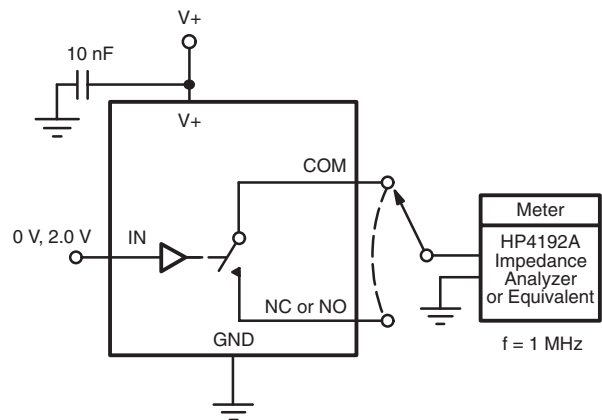 V+
10 nF
V+
COM
0 V, 2.0 V
IN
NC or NO
GND
Meter
HP4192A
Impedance
Analyzer
or Equivalent
f = 1 MHz